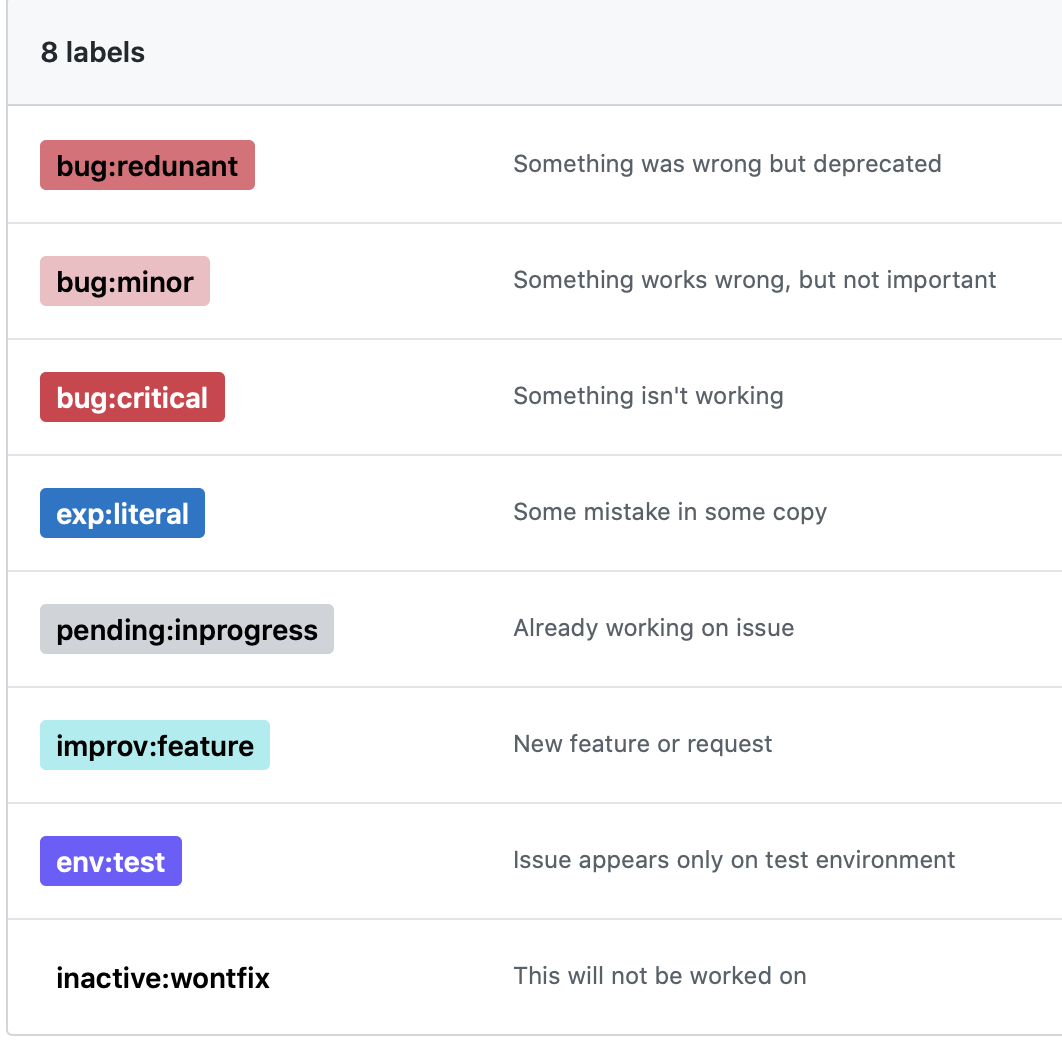 8 labels
bug:redunant Something was wrong but deprecated
bug:minor Something works wrong, but not important
bug:critical Something isn't working
exp:literal Some mistake in some copy
pending:inprogress Already working on issue
improv:feature New feature or request
env:test Issue appears only on test environment
inactive:wontfix This will not be worked on